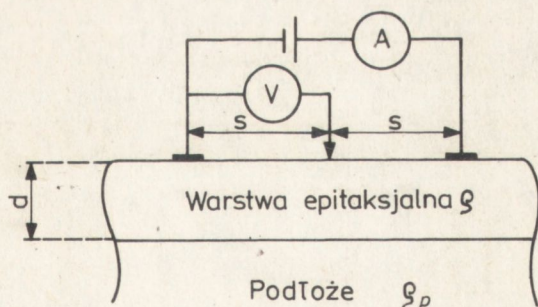 A
V
s s
d
Warstwa epitaksjalna ϱ
Podłoże ϱp